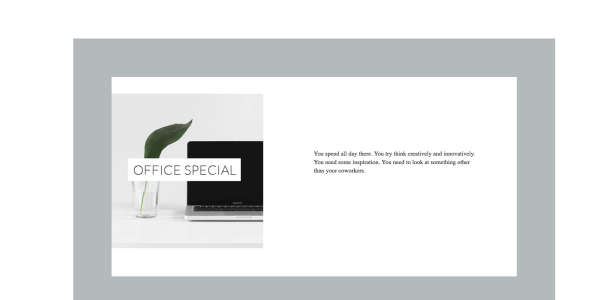 OFFICE SPECIAL
You spend all day there. You try think creatively and innovatively.
You need some inspiration. You need to look at something other
than your coworkers.